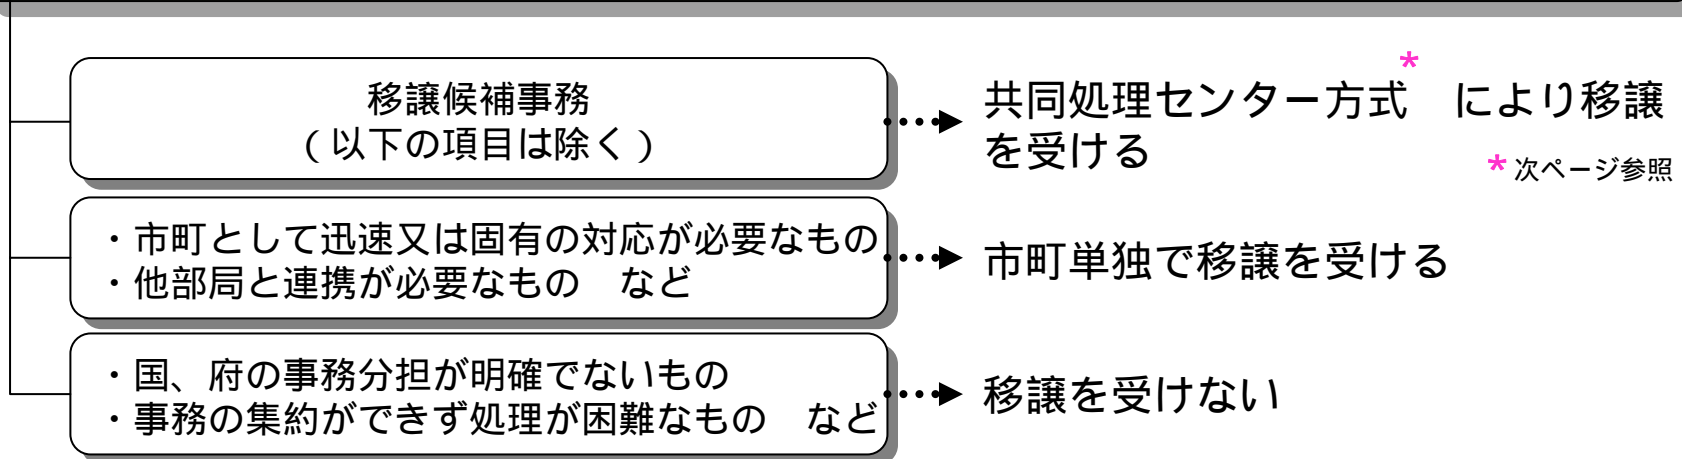 移譲候補事務
(以下の項目は除く)
共同処理センター方式* により移譲
を受ける
*次ページ参照
・市町として迅速又は固有の対応が必要なもの
・他部局と連携が必要なもの など
市町単独で移譲を受ける
・国、府の事務分担が明確でないもの
・事務の集約ができず処理が困難なもの など
移譲を受けない